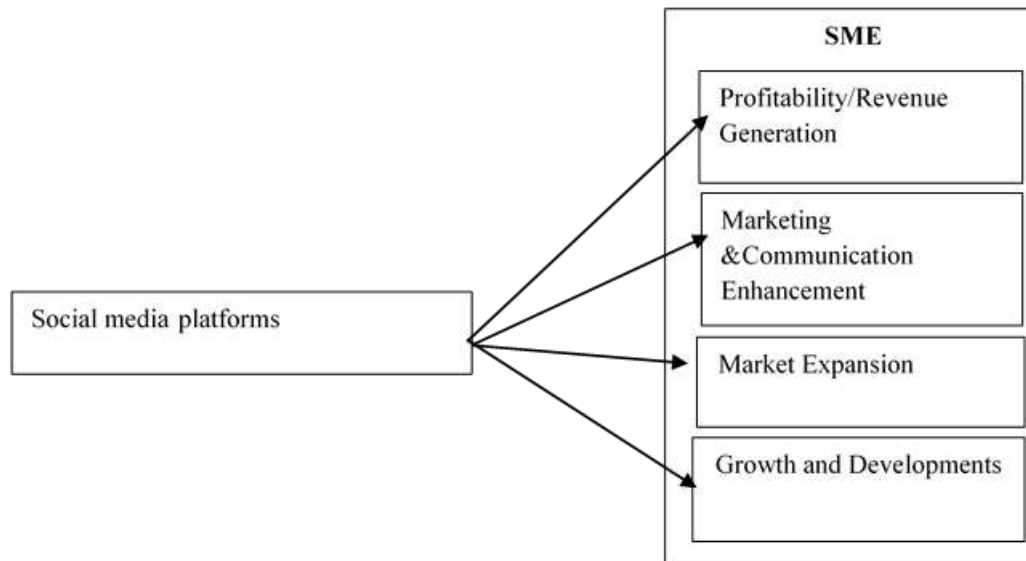 SME
Profitability/Revenue
Generation
Marketing
&Communication
Enhancement
Social media platforms
Market Expansion
Growth and Developments